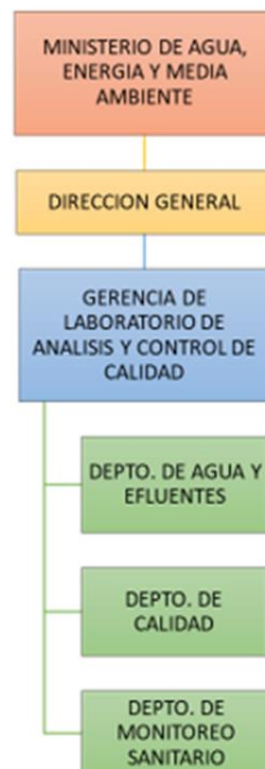 MINISTERIO DE AGUA,
ENERGIA Y MEDIA
AMBIENTE
DIRECCION GENERAL
GERENCIA DE
LABORATORIO DE
ANALISIS Y CONTROL DE
CALIDAD
DEPTO. DE AGUA Y
EFLUENTES
DEPTO. DE
CALIDAD
DEPTO. DE
MONITOREO
SANITARIO